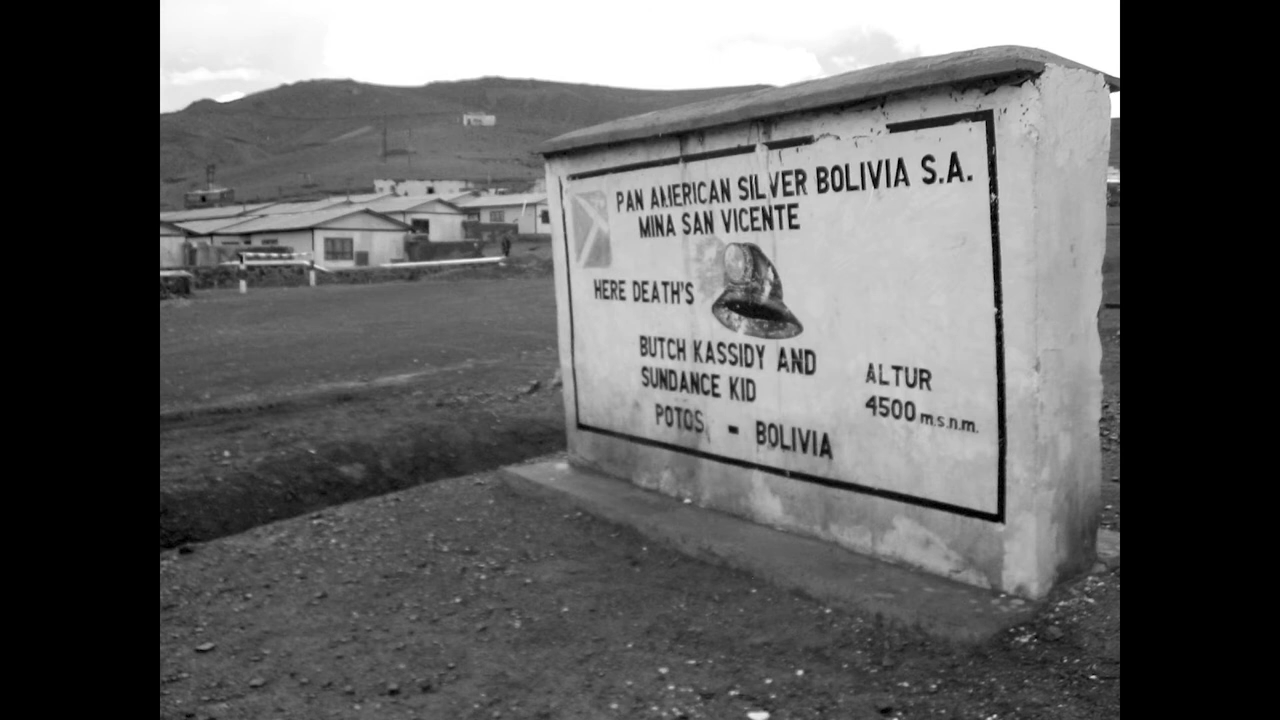 PAN AMERICAN SILVER BOLIVIA S.A.
MINA SAN VICENTE
HERE DEATH'S
BUTCH KASSIDY AND
SUNDANCE KID
POTOS - BOLIVIA
ALTUR
4500 m.s.n.m.